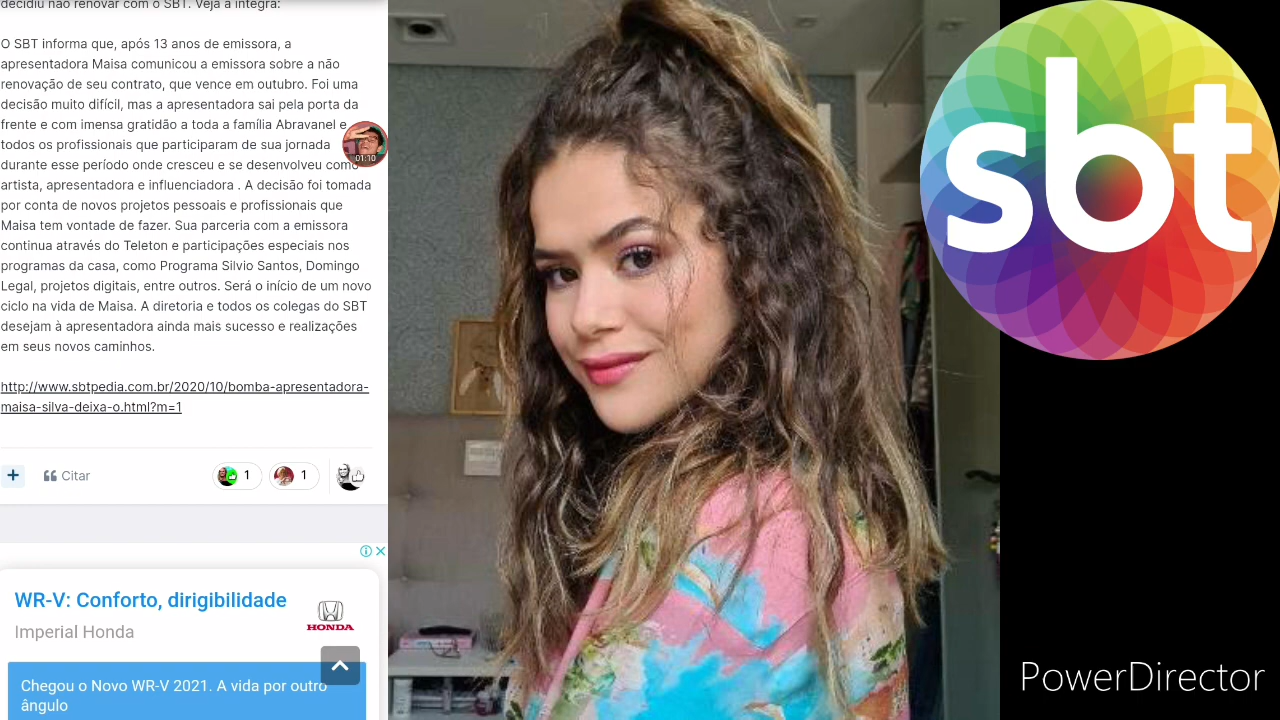 decidiu não renovar com o SBT. Veja a íntegra:
O SBT informa que, após 13 anos de emissora, a
apresentadora Maisa comunicou a emissora sobre a não
renovação de seu contrato, que vence em outubro. Foi uma
decisão muito difícil, mas a apresentadora sai pela porta da
frente e com imensa gratidão a toda a família Abravanel e
todos os profissionais que participaram de sua jornada
durante esse período onde cresceu e se desenvolveu como
artista, apresentadora e influenciadora . A decisão foi tomada
por conta de novos projetos pessoais e profissionais que
Maisa tem vontade de fazer. Sua parceria com a emissora
continua através do Teleton e participações especiais nos
programas da casa, como Programa Silvio Santos, Domingo
Legal, projetos digitais, entre outros. Será o início de um novo
ciclo na vida de Maisa. A diretoria e todos os colegas do SBT
desejam à apresentadora ainda mais sucesso e realizações
em seus novos caminhos.
http://www.sbtpedia.com.br/2020/10/bomba-apresentadora-
maisa-silva-deixa-o.html?m=1
01:10
+ Citar 1 1
WR-V: Conforto, dirigibilidade
Imperial Honda
HONDA
Chegou o Novo WR-V 2021. A vida por outro
ângulo
sbt
PowerDirector